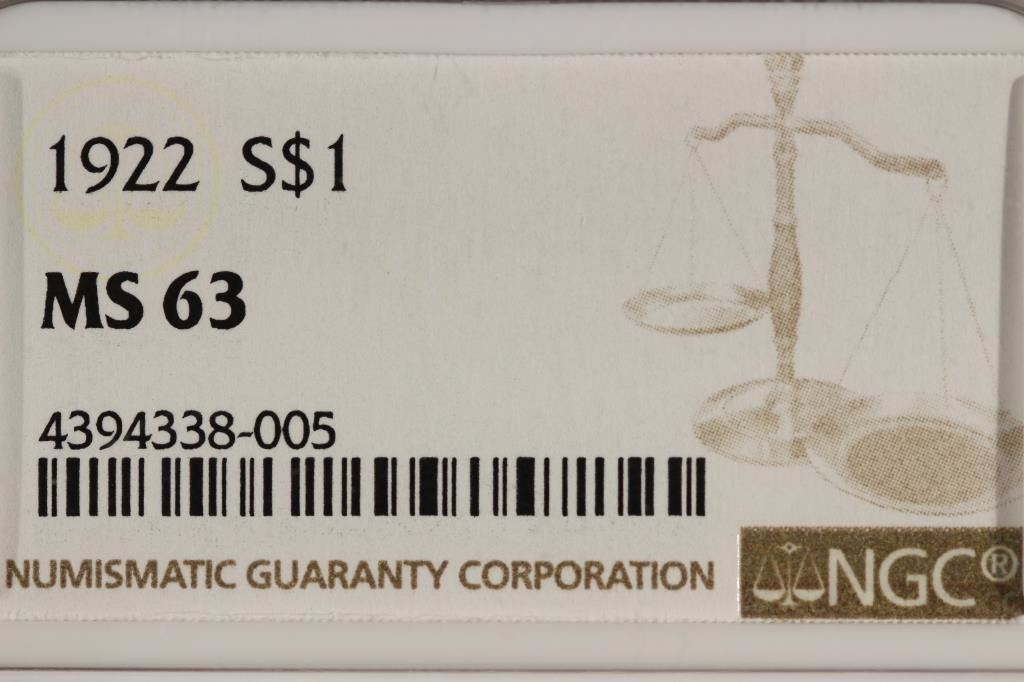 1922 S$1
MS 63
4394338-005
NUMISMATIC GUARANTY CORPORATION
NGC®